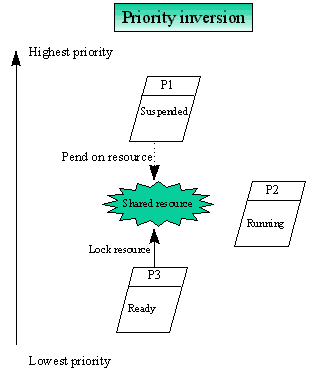 Priority inversion
Highest priority
P1
Suspended
Pend on resource
P2
Shared resource
Running
Lock resource
P3
Ready
Lowest priority